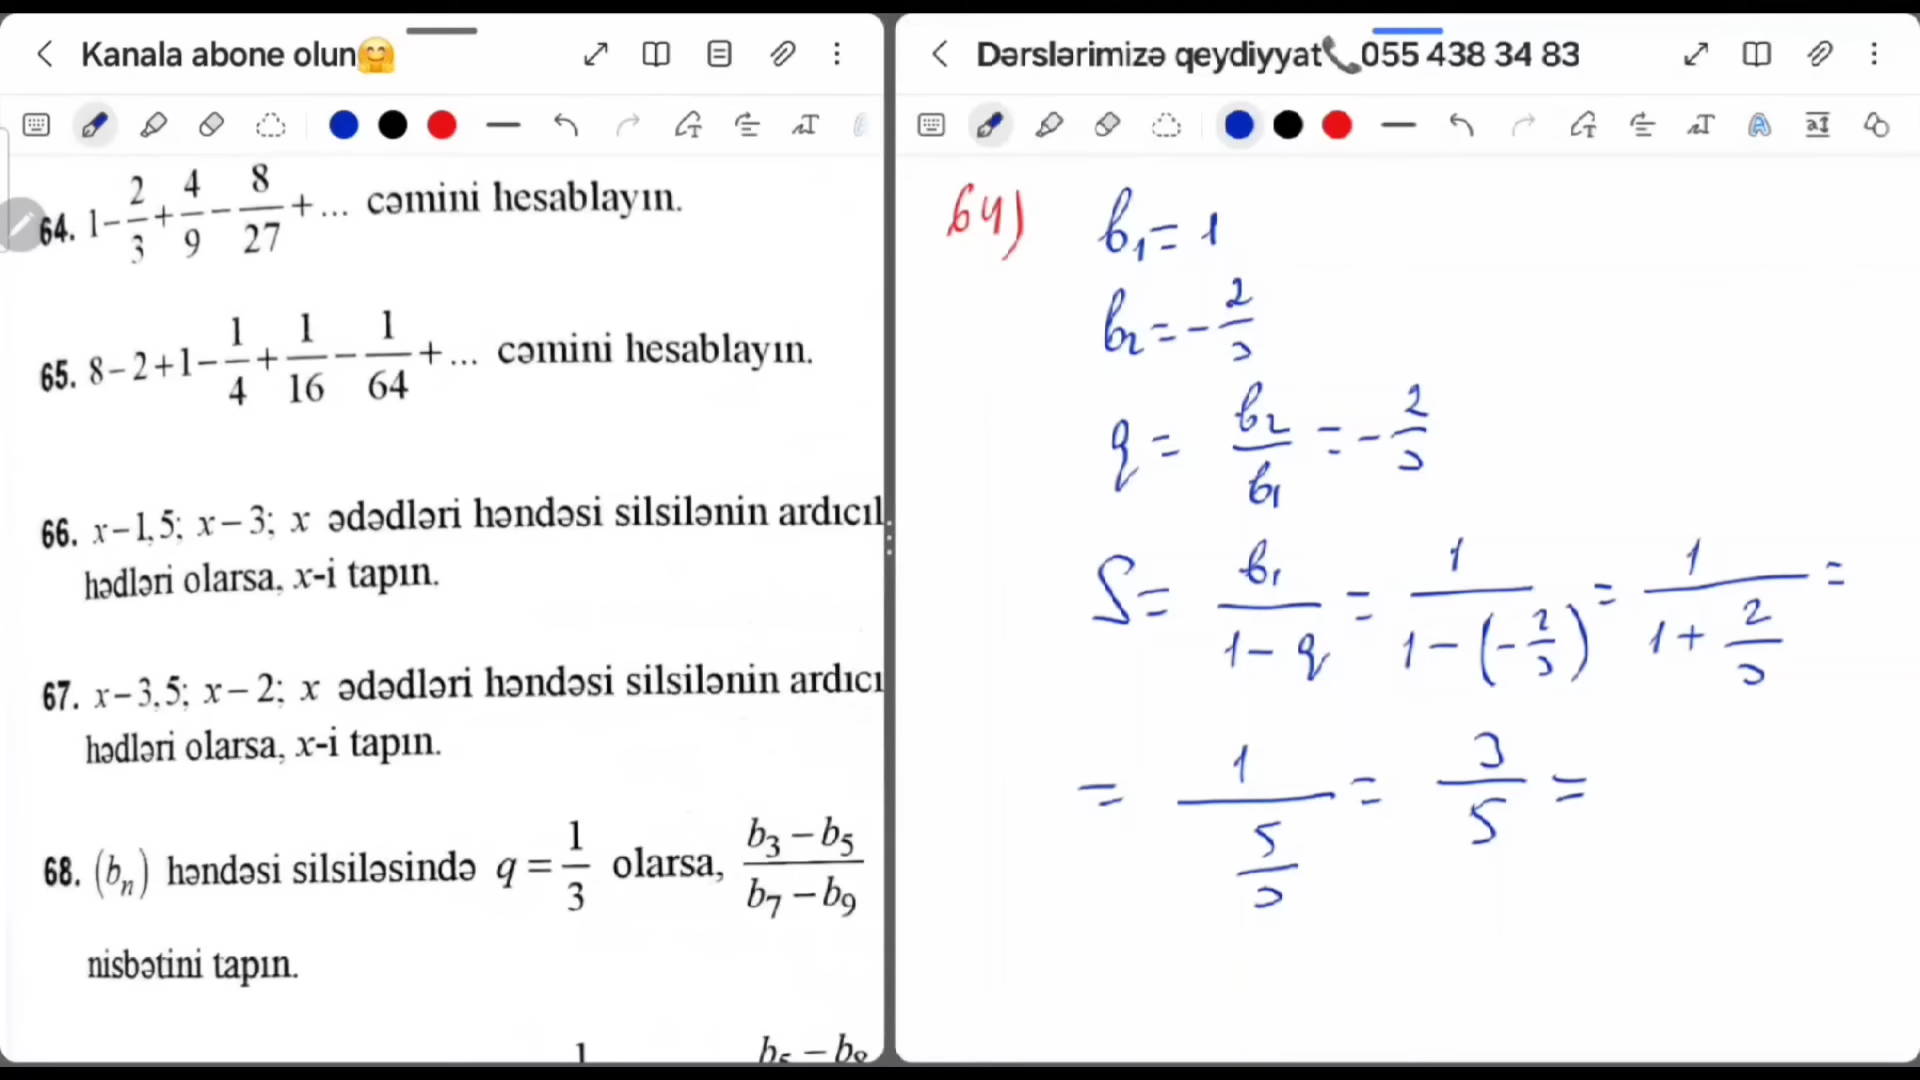 Kanala abone olun🤗
64. 1 - 2/3 + 4/9 - 8/27 + ... cəmini hesablayın.
65. 8 - 2 + 1 - 1/4 + 1/16 - 1/64 + ... cəmini hesablayın.
66. x - 1,5; x - 3; x ədədləri həndəsi silsilənin ardıcıl
hədləri olarsa, x-i tapın.
67. x - 3,5; x - 2; x ədədləri həndəsi silsilənin ardıcı
hədləri olarsa, x-i tapın.
68. (bₙ) həndəsi silsiləsində q = 1/3 olarsa, (b₃ - b₅)/(b₇ - b₉)
nisbətini tapın.
1 b₅ - b₈
Dərslərimizə qeydiyyat📞055 438 34 83
64) b₁ = 1
b₂ = - 2/3
q = b₂/b₁ = - 2/3
S = b₁/(1 - q) = 1/(1 - (- 2/3)) = 1/(1 + 2/3) =
= 1/(5/3) = 3/5 =